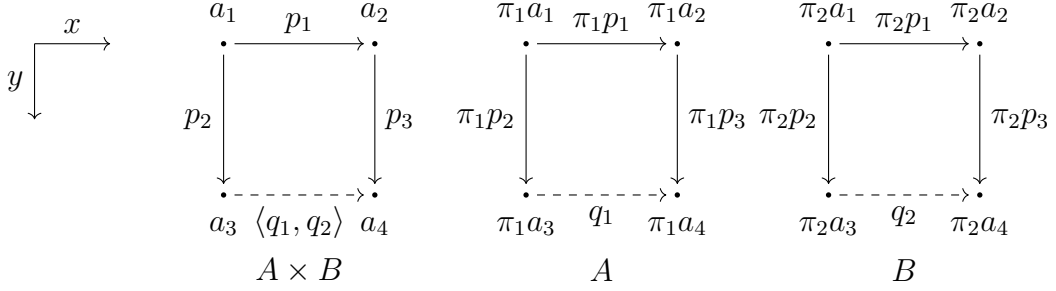 a₁ p₁ a₂ π₁a₁ π₁p₁ π₁a₂ π₂a₁ π₂p₁ π₂a₂
x
y
p₂ p₃ π₁p₂ π₁p₃ π₂p₂ π₂p₃
a₃ ⟨q₁, q₂⟩ a₄ π₁a₃ q₁ π₁a₄ π₂a₃ q₂ π₂a₄
A × B A B